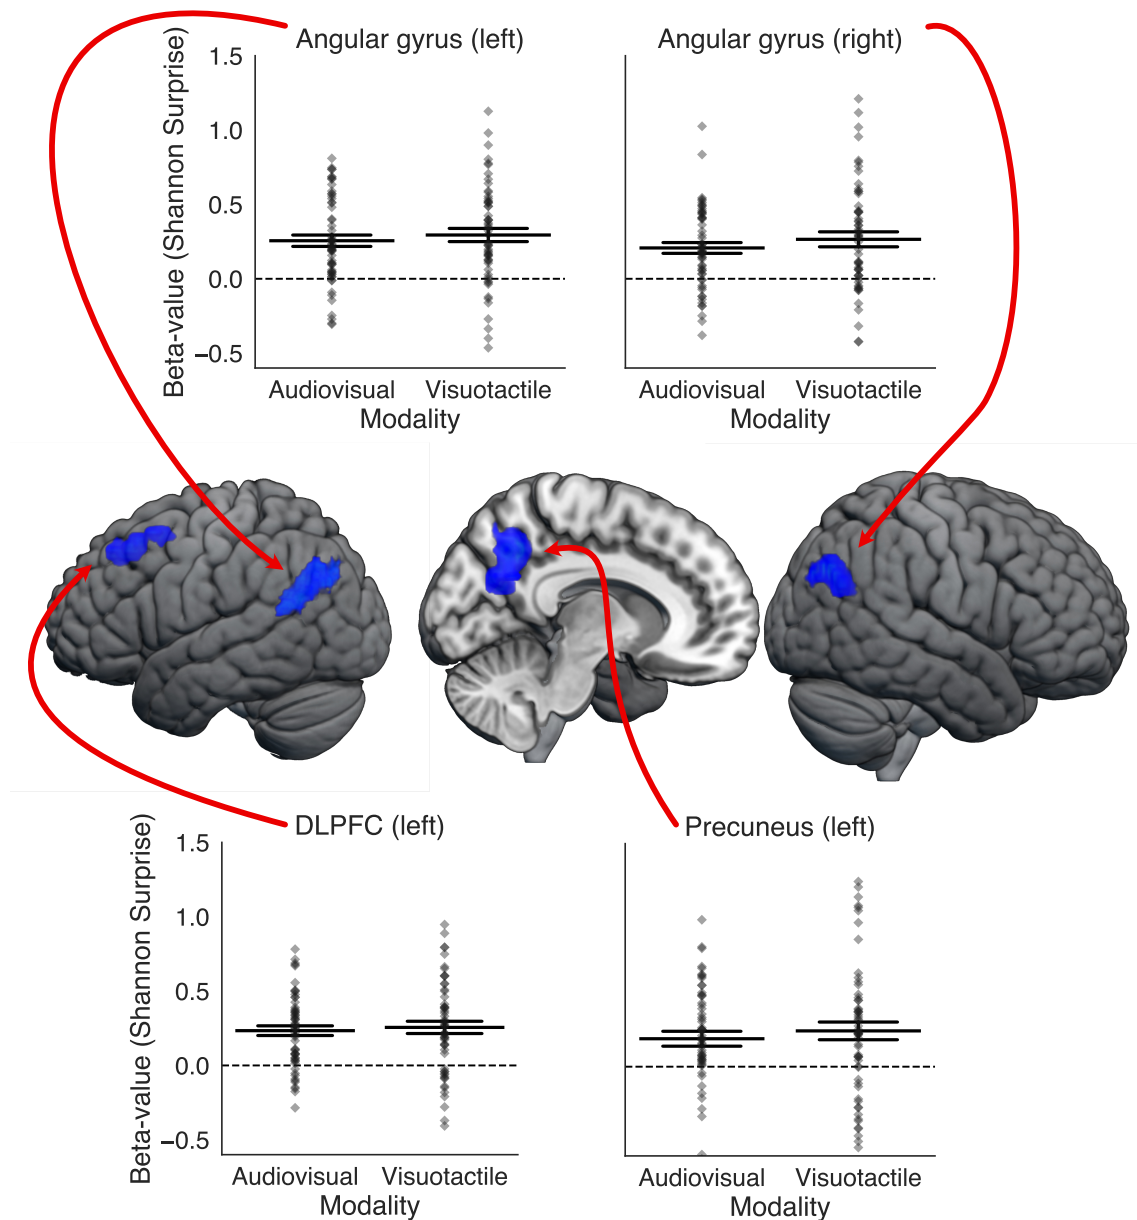 Angular gyrus (left)
Angular gyrus (right)
Beta-value (Shannon Surprise)
1.5
1.0
0.5
0.0
−0.5
Audiovisual Visuotactile
Modality
Audiovisual Visuotactile
Modality
DLPFC (left)
Precuneus (left)
Beta-value (Shannon Surprise)
1.5
1.0
0.5
0.0
−0.5
Audiovisual Visuotactile
Modality
Audiovisual Visuotactile
Modality